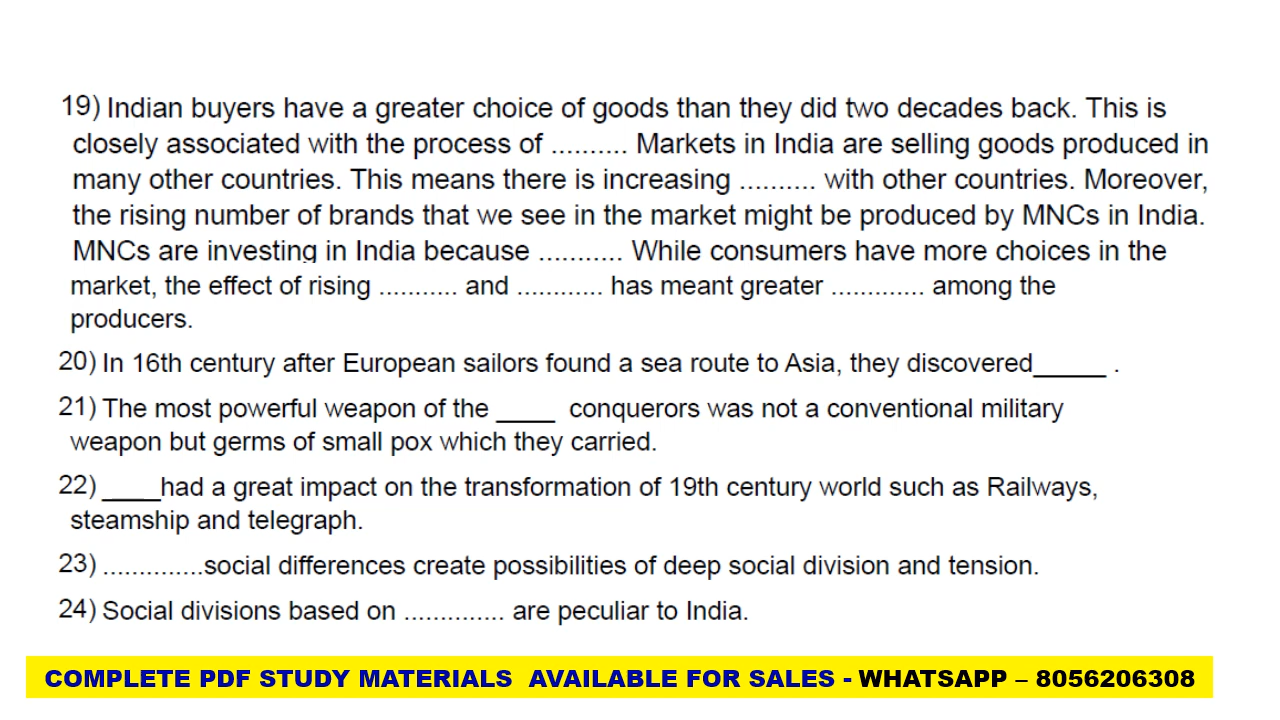 19) Indian buyers have a greater choice of goods than they did two decades back. This is
closely associated with the process of .......... Markets in India are selling goods produced in
many other countries. This means there is increasing .......... with other countries. Moreover,
the rising number of brands that we see in the market might be produced by MNCs in India.
MNCs are investing in India because ........... While consumers have more choices in the
market, the effect of rising ........... and ............ has meant greater ............. among the
producers.
20) In 16th century after European sailors found a sea route to Asia, they discovered_____ .
21) The most powerful weapon of the ____ conquerors was not a conventional military
weapon but germs of small pox which they carried.
22) ____had a great impact on the transformation of 19th century world such as Railways,
steamship and telegraph.
23) ..............social differences create possibilities of deep social division and tension.
24) Social divisions based on .............. are peculiar to India.
COMPLETE PDF STUDY MATERIALS AVAILABLE FOR SALES - WHATSAPP – 8056206308